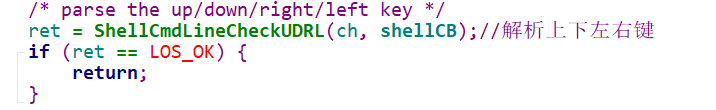 /* parse the up/down/right/left key */
ret = ShellCmdLineCheckUDRL(ch, shellCB);//解析上下左右键
if (ret == LOS_OK) {
    return;
}